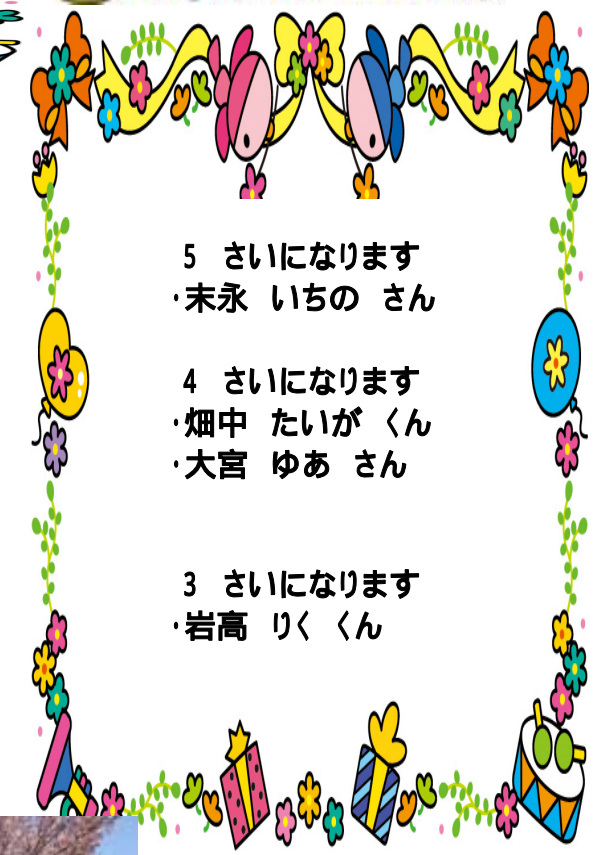 5 さいになります
・末永 いちの さん
4 さいになります
・畑中 たいが くん
・大宮 ゆあ さん
3 さいになります
・岩高 りく くん